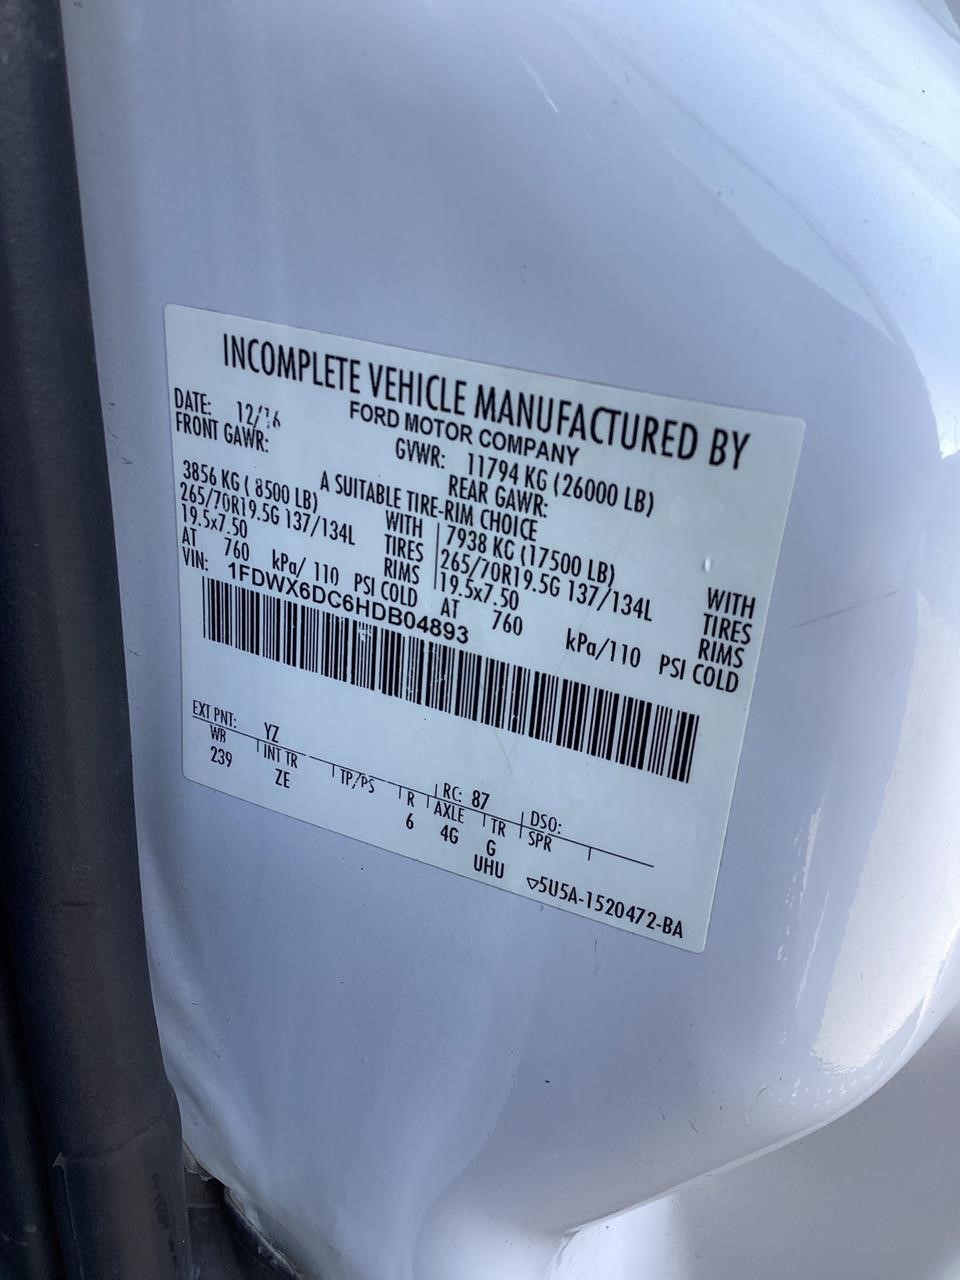 INCOMPLETE VEHICLE MANUFACTURED BY
FORD MOTOR COMPANY
DATE: 12/16
GVWR: 11794 KG (26000 LB)
FRONT GAWR:
REAR GAWR:
A SUITABLE TIRE-RIM CHOICE
3856 KG ( 8500 LB) WITH 7938 KG (17500 LB) WITH
265/70R19.5G 137/134L TIRES 265/70R19.5G 137/134L TIRES
19.5x7.50 RIMS 19.5x7.50 RIMS
AT 760 kPa/ 110 PSI COLD AT 760 kPa/110 PSI COLD
VIN: 1FDWX6DC6HDB04893
EXT PNT: YZ RC: 87 DSO:
WB INT TR TP/PS R AXLE TR SPR
239 ZE 6 4G G
UHU
▽5U5A-1520472-BA